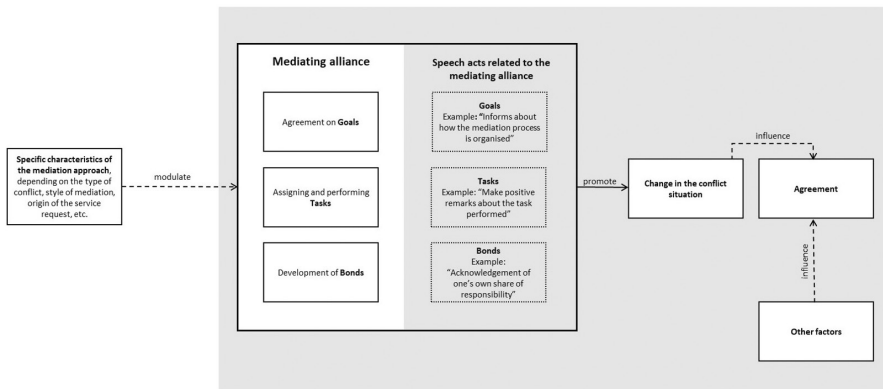 Mediating alliance
Speech acts related to the
mediating alliance
Agreement on Goals
Goals
Example: “Informs about
how the mediation process
is organised”
Specific characteristics of
the mediation approach,
depending on the type of
conflict, style of mediation,
origin of the service
request, etc.
modulate
Assigning and performing
Tasks
Tasks
Example: “Make positive
remarks about the task
performed”
promote
Change in the conflict
situation
influence
Agreement
Development of Bonds
Bonds
Example:
“Acknowledgement of
one’s own share of
responsibility”
influence
Other factors